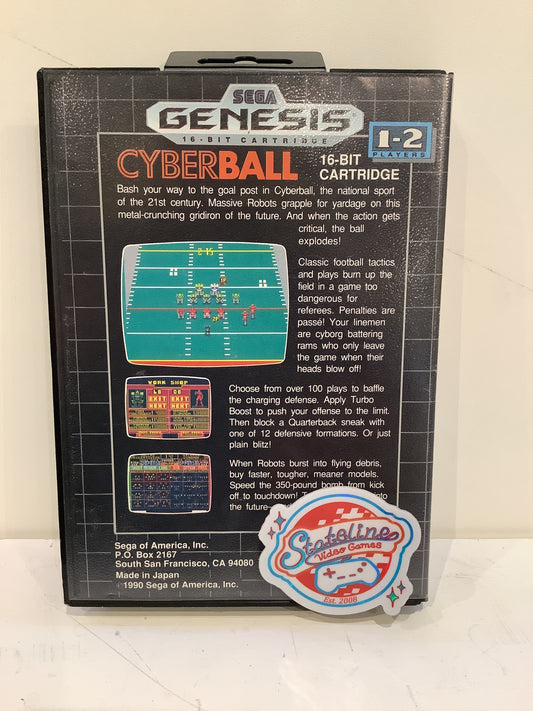 SEGA
GENESIS
16-BIT CARTRIDGE
1-2
PLAYERS
CYBERBALL
16-BIT
CARTRIDGE
Bash your way to the goal post in Cyberball, the national sport
of the 21st century. Massive Robots grapple for yardage on this
metal-crunching gridiron of the future. And when the action gets
critical, the ball
explodes!
Classic football tactics
and plays burn up the
field in a game too
dangerous for
referees. Penalties are
passé! Your linemen
are cyborg battering
rams who only leave
the game when their
heads blow off!
2-15
WORK SHOP
EXIT EXIT
NEXT NEXT
Choose from over 100 plays to baffle
the charging defense. Apply Turbo
Boost to push your offense to the limit.
Then block a Quarterback sneak with
one of 12 defensive formations. Or just
plain blitz!
When Robots burst into flying debris,
buy faster, tougher, meaner models.
Speed the 350-pound bomb from kick
off to touchdown!
the future
Sega of America, Inc.
P.O. Box 2167
South San Francisco, CA 94080
Made in Japan
1990 Sega of America, Inc.
Stateline
Video Games
Est. 2008